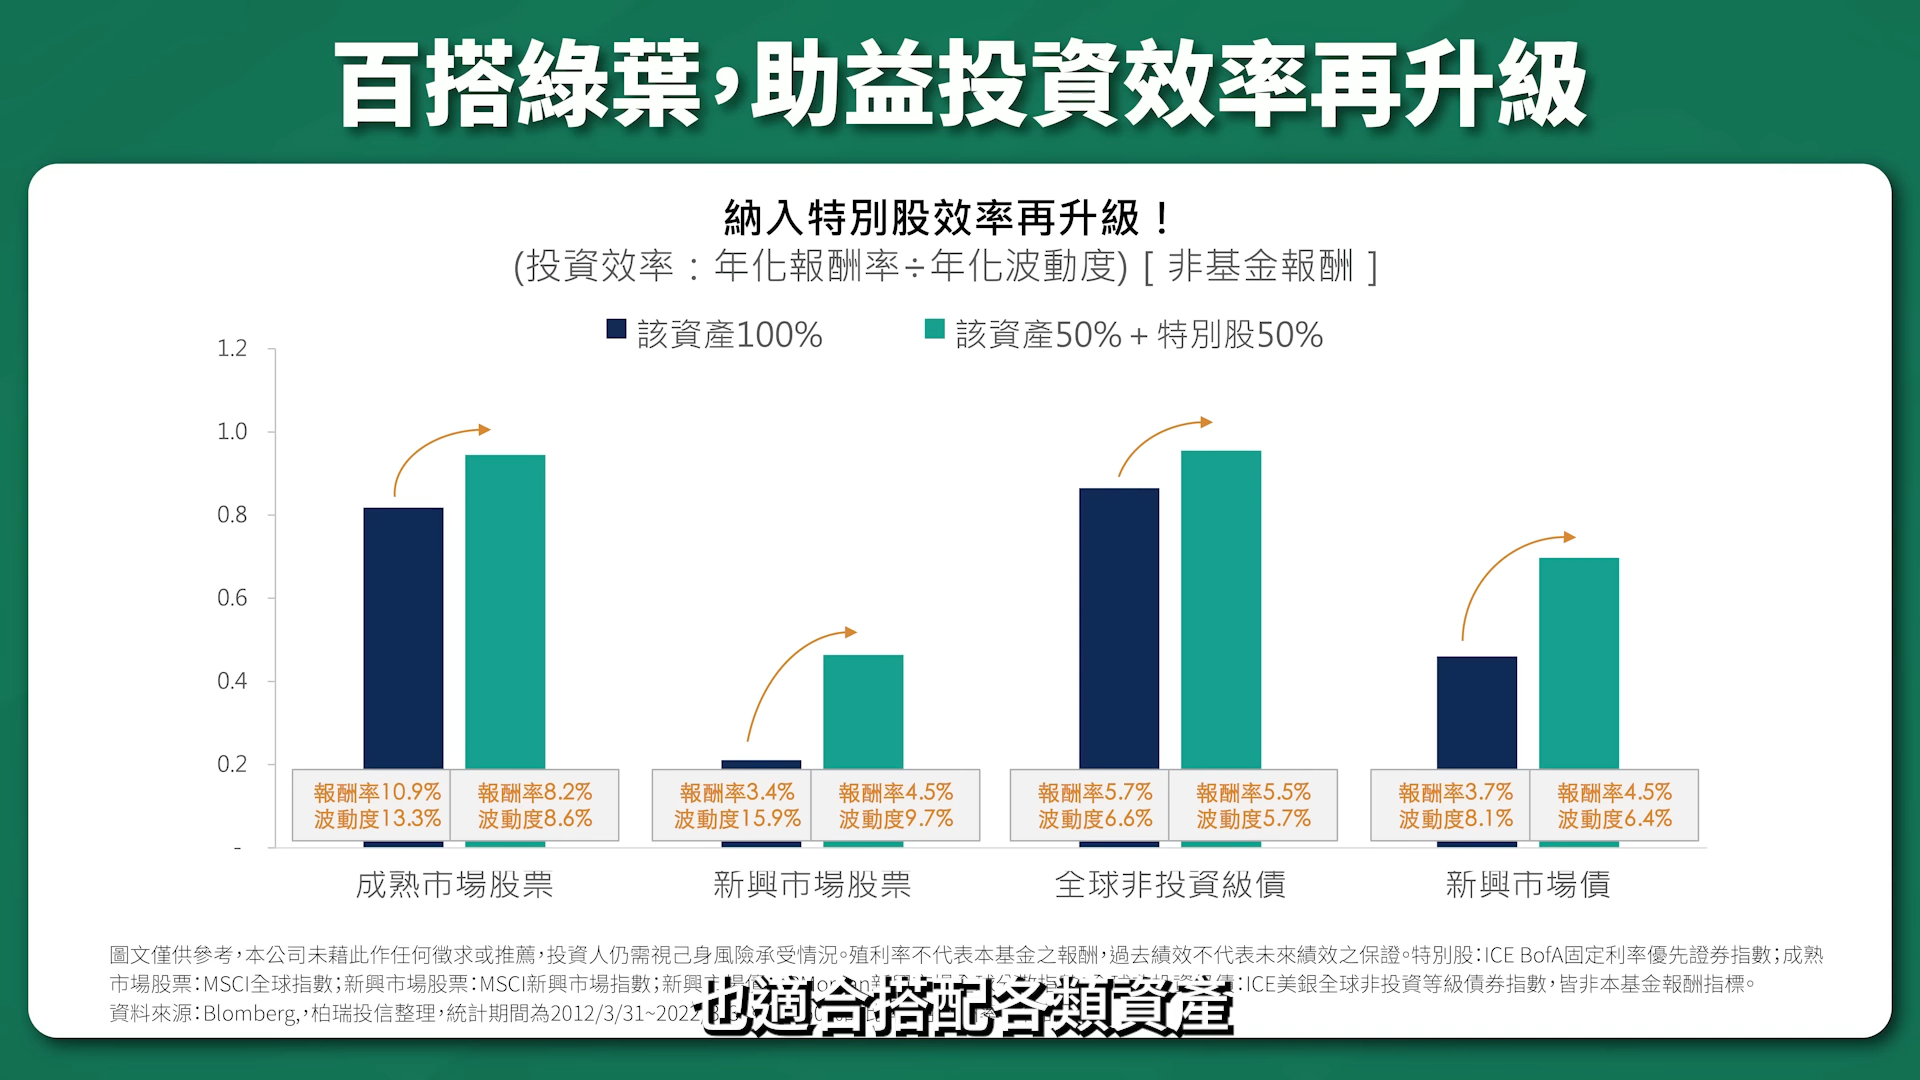 百搭綠葉，助益投資效率再升級
納入特別股效率再升級！
(投資效率：年化報酬率÷年化波動度) [ 非基金報酬 ]
該資產100%
該資產50%＋特別股50%
1.2
1.0
0.8
0.6
0.4
0.2
-
報酬率10.9%
波動度13.3%
報酬率8.2%
波動度8.6%
報酬率3.4%
波動度15.9%
報酬率4.5%
波動度9.7%
報酬率5.7%
波動度6.6%
報酬率5.5%
波動度5.7%
報酬率3.7%
波動度8.1%
報酬率4.5%
波動度6.4%
成熟市場股票
新興市場股票
全球非投資級債
新興市場債
圖文僅供參考，本公司未藉此作任何徵求或推薦，投資人仍需視己身風險承受情況。殖利率不代表本基金之報酬，過去績效不代表未來績效之保證。特別股：ICE BofA固定利率優先證券指數；成熟
市場股票：MSCI全球指數；新興市場股票：MSCI新興市場指數；新興：ICE美銀全球非投資等級債券指數，皆非本基金報酬指標。
資料來源：Blomberg,，柏瑞投信整理，統計期間為2012/3/31~2022/
也適合搭配各類資產